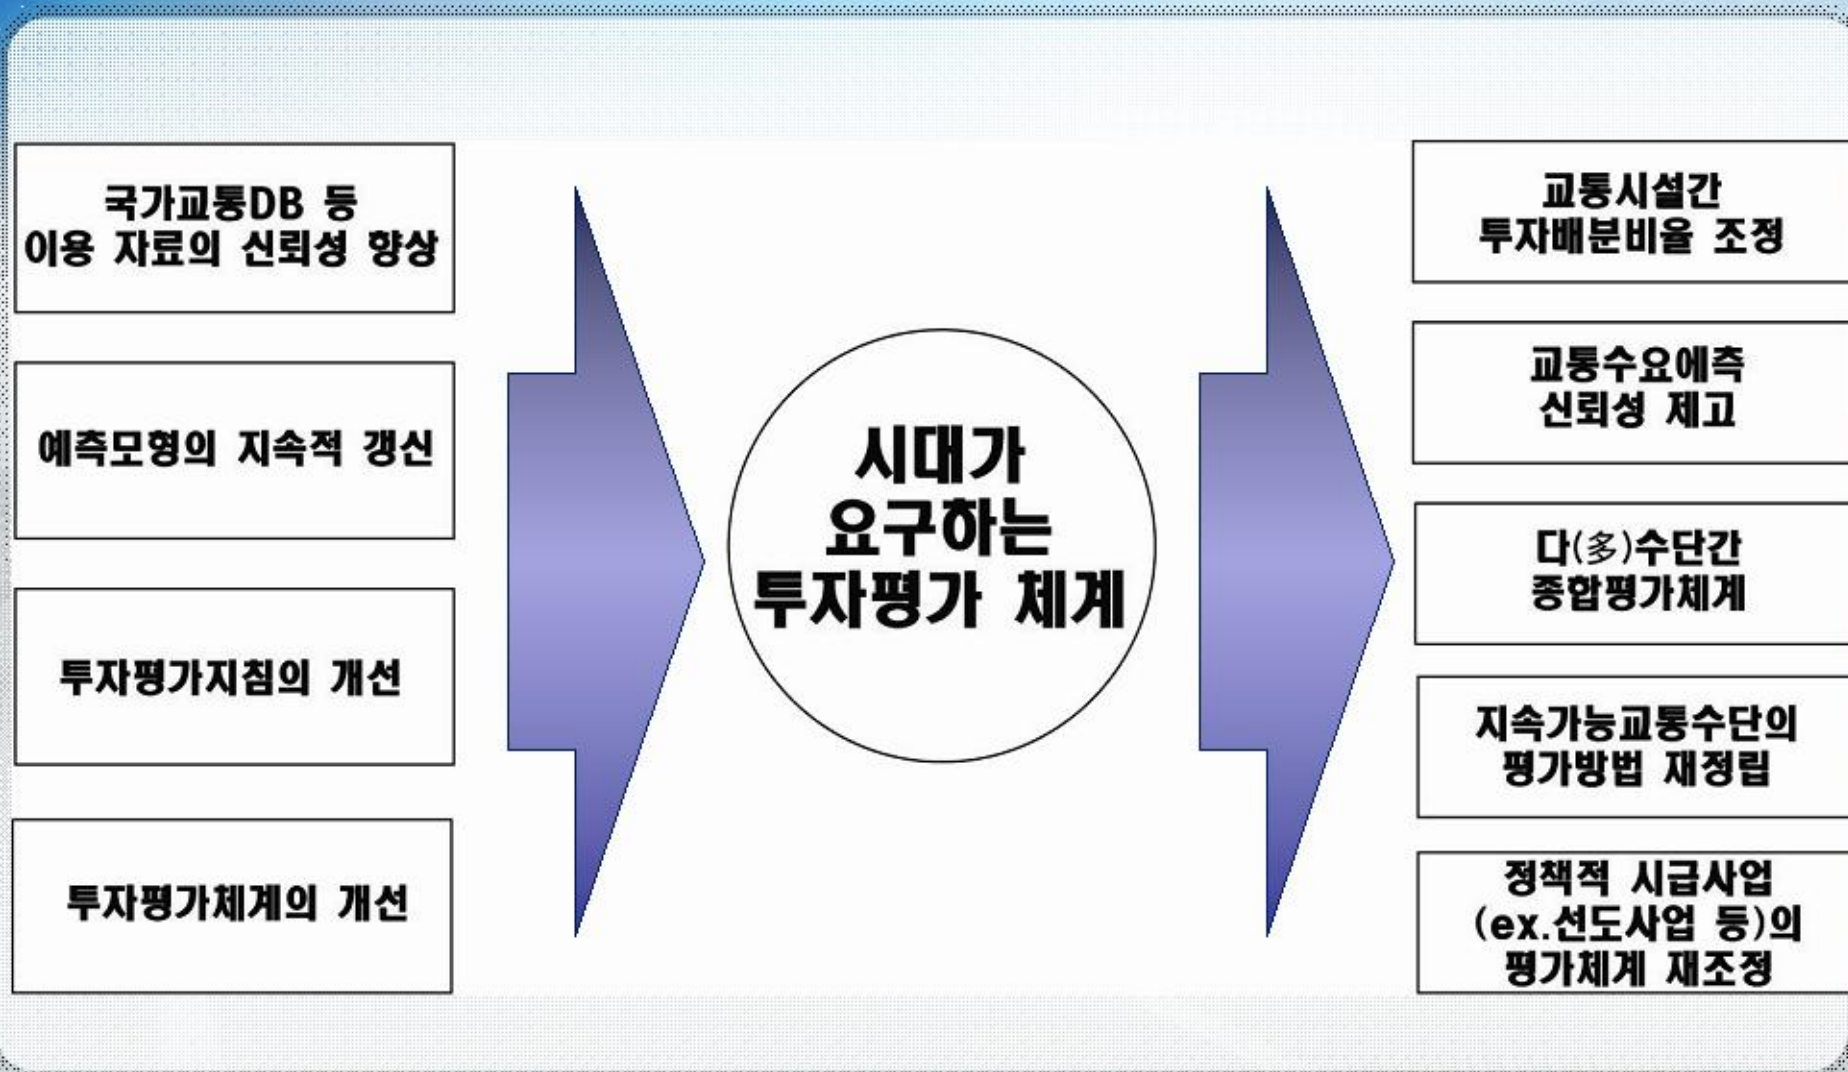 국가교통DB 등
이용 자료의 신뢰성 향상
예측모형의 지속적 갱신
투자평가지침의 개선
투자평가체계의 개선
시대가
요구하는
투자평가 체계
교통시설간
투자배분비율 조정
교통수요예측
신뢰성 제고
다(多)수단간
종합평가체계
지속가능교통수단의
평가방법 재정립
정책적 시급사업
(ex.선도사업 등)의
평가체계 재조정